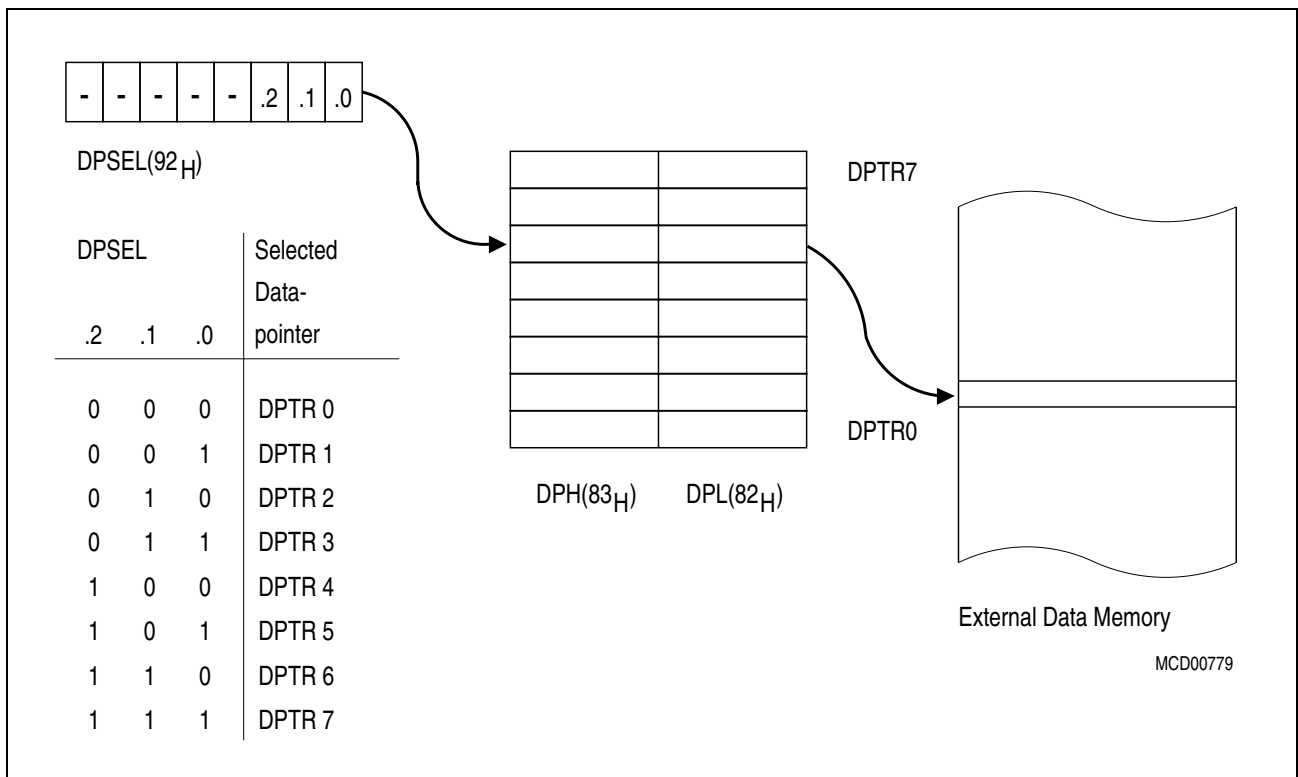 - - - - - .2 .1 .0
DPSEL(92H)
DPSEL Selected
Data-
.2 .1 .0 pointer
0 0 0 DPTR 0
0 0 1 DPTR 1
0 1 0 DPTR 2
0 1 1 DPTR 3
1 0 0 DPTR 4
1 0 1 DPTR 5
1 1 0 DPTR 6
1 1 1 DPTR 7
DPTR7
DPTR0
DPH(83H) DPL(82H)
External Data Memory
MCD00779